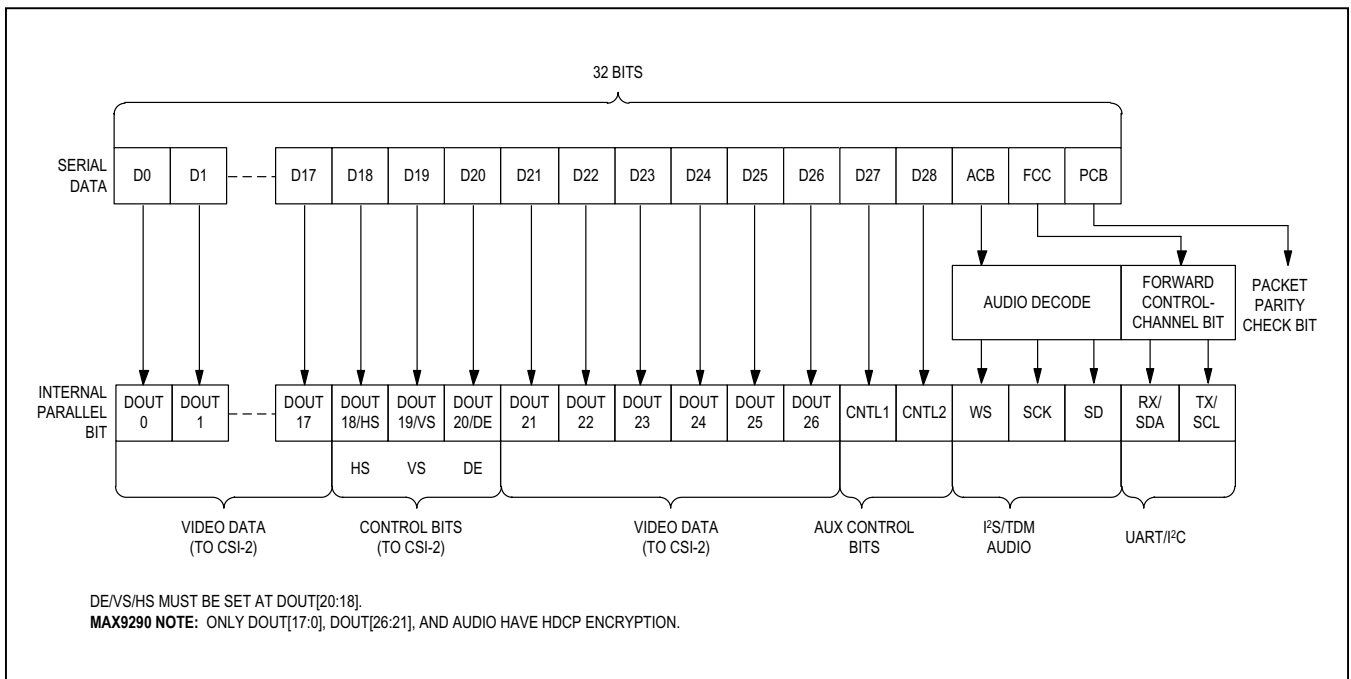 32 BITS
SERIAL
DATA
D0 D1 D17 D18 D19 D20 D21 D22 D23 D24 D25 D26 D27 D28 ACB FCC PCB
AUDIO DECODE
FORWARD
CONTROL-
CHANNEL BIT
PACKET
PARITY
CHECK BIT
INTERNAL
PARALLEL
BIT
DOUT
0
DOUT
1
DOUT
17
DOUT
18/HS
DOUT
19/VS
DOUT
20/DE
DOUT
21
DOUT
22
DOUT
23
DOUT
24
DOUT
25
DOUT
26
CNTL1
CNTL2
WS
SCK
SD
RX/
SDA
TX/
SCL
HS VS DE
VIDEO DATA
(TO CSI-2)
CONTROL BITS
(TO CSI-2)
VIDEO DATA
(TO CSI-2)
AUX CONTROL
BITS
I²S/TDM
AUDIO
UART/I²C
DE/VS/HS MUST BE SET AT DOUT[20:18].
MAX9290 NOTE: ONLY DOUT[17:0], DOUT[26:21], AND AUDIO HAVE HDCP ENCRYPTION.